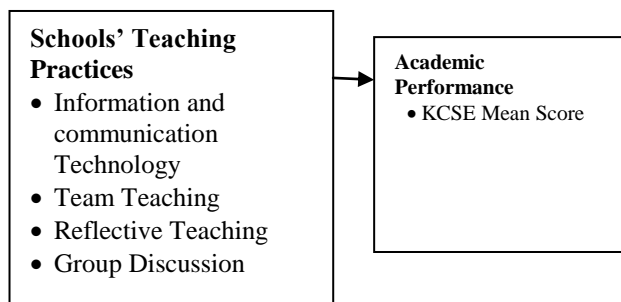 Schools’ Teaching
Practices
• Information and
communication
Technology
• Team Teaching
• Reflective Teaching
• Group Discussion
Academic
Performance
• KCSE Mean Score